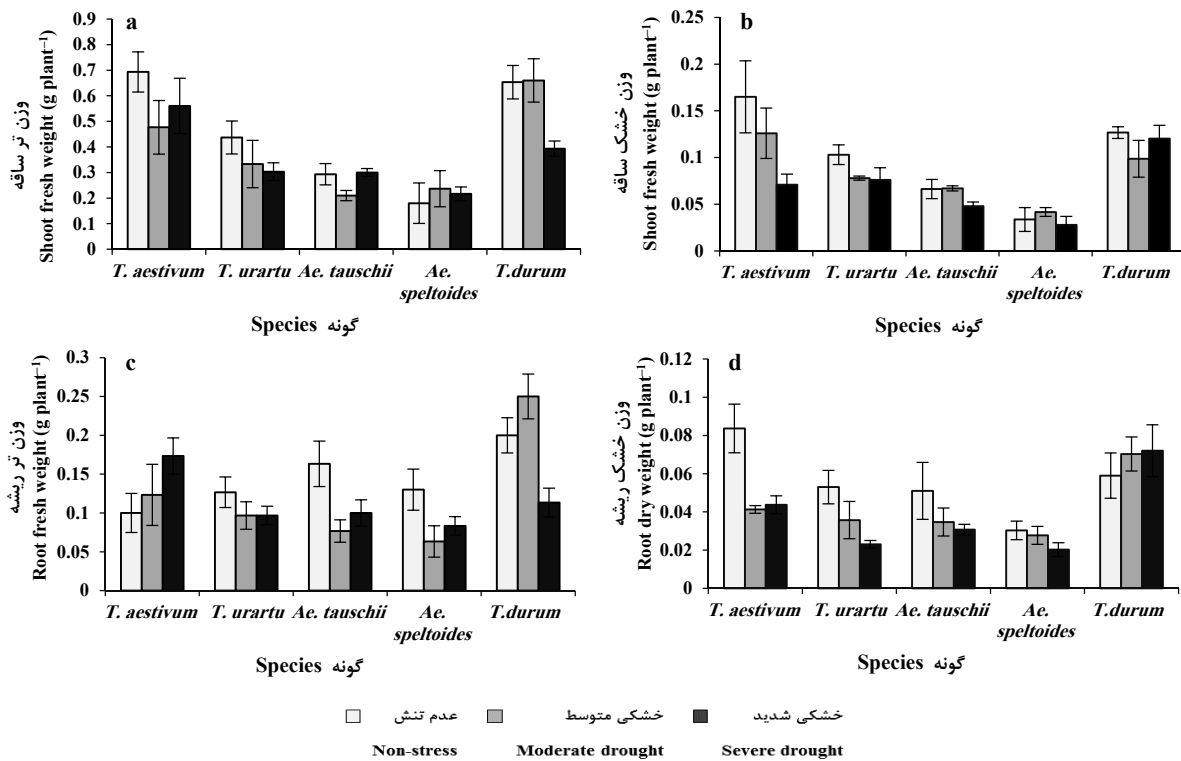 a
وزن تر ساقه
Shoot fresh weight (g plant⁻¹)
0.9
0.8
0.7
0.6
0.5
0.4
0.3
0.2
0.1
0
T. aestivum T. urartu Ae. tauschii Ae. speltoides T.durum
Species گونه
b
وزن خشک ساقه
Shoot fresh weight (g plant⁻¹)
0.25
0.2
0.15
0.1
0.05
0
T. aestivum T. urartu Ae. tauschii Ae. speltoides T.durum
Species گونه
c
وزن تر ریشه
Root fresh weight (g plant⁻¹)
0.3
0.25
0.2
0.15
0.1
0.05
0
T. aestivum T. urartu Ae. tauschii Ae. speltoides T.durum
Species گونه
d
وزن خشک ریشه
Root dry weight (g plant⁻¹)
0.12
0.1
0.08
0.06
0.04
0.02
0
T. aestivum T. urartu Ae. tauschii Ae. speltoides T.durum
Species گونه
عدم تنش خشکی متوسط خشکی شدید
Non-stress Moderate drought Severe drought